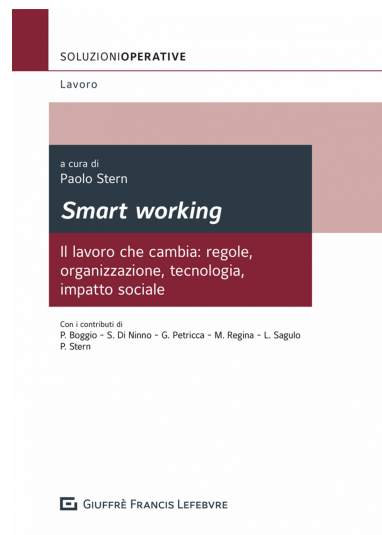 SOLUZIONIOPERATIVE
Lavoro
a cura di
Paolo Stern
Smart working
Il lavoro che cambia: regole,
organizzazione, tecnologia,
impatto sociale
Con i contributi di
P. Boggio – S. Di Ninno – G. Petricca – M. Regina – L. Sagulo
P. Stern
GIUFFRÈ FRANCIS LEFEBVRE